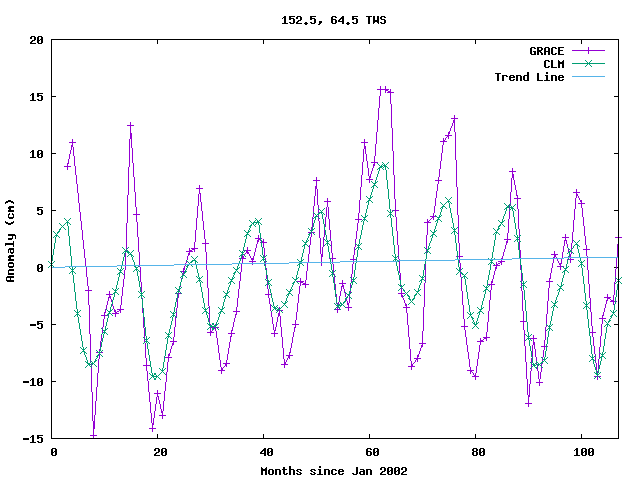 152.5, 64.5 TWS
GRACE
CLM
Trend Line
20
15
10
5
0
-5
-10
-15
Anomaly (cm)
0 20 40 60 80 100
Months since Jan 2002